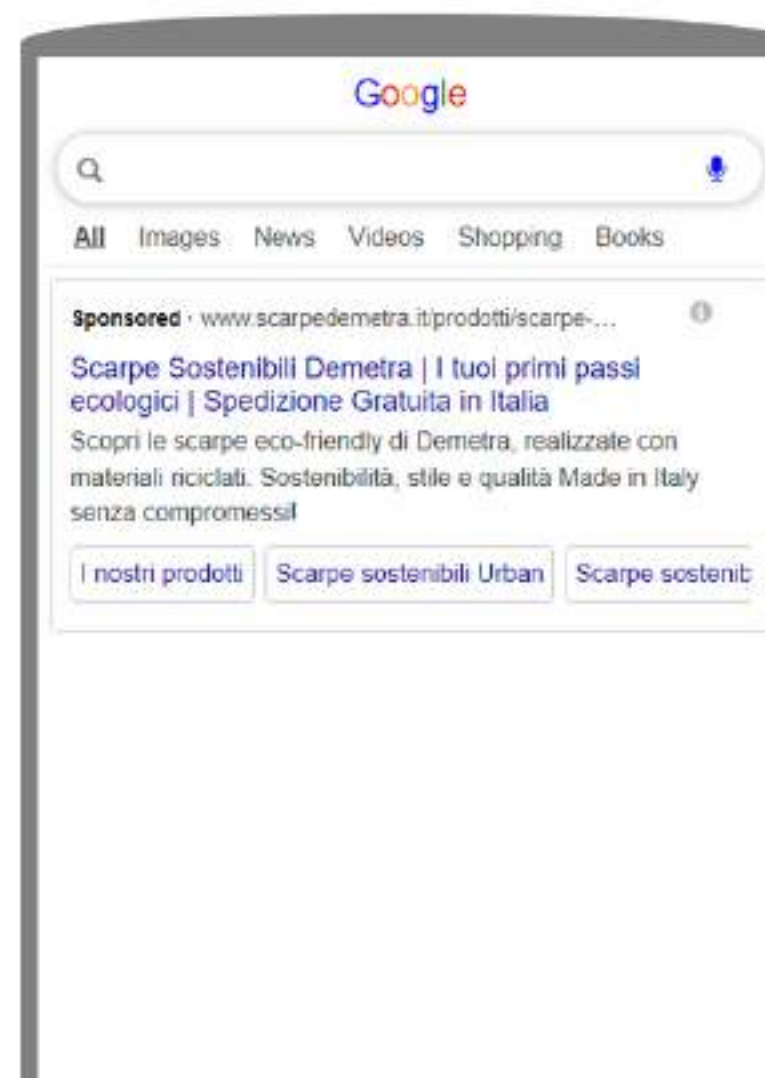 Google
All Images News Videos Shopping Books
Sponsored · www.scarpedemetra.it/prodotti/scarpe-...
Scarpe Sostenibili Demetra | I tuoi primi passi
ecologici | Spedizione Gratuita in Italia
Scopri le scarpe eco-friendly di Demetra, realizzate con
materiali riciclati. Sostenibilità, stile e qualità Made in Italy
senza compromessi!
I nostri prodotti Scarpe sostenibili Urban Scarpe sostenib